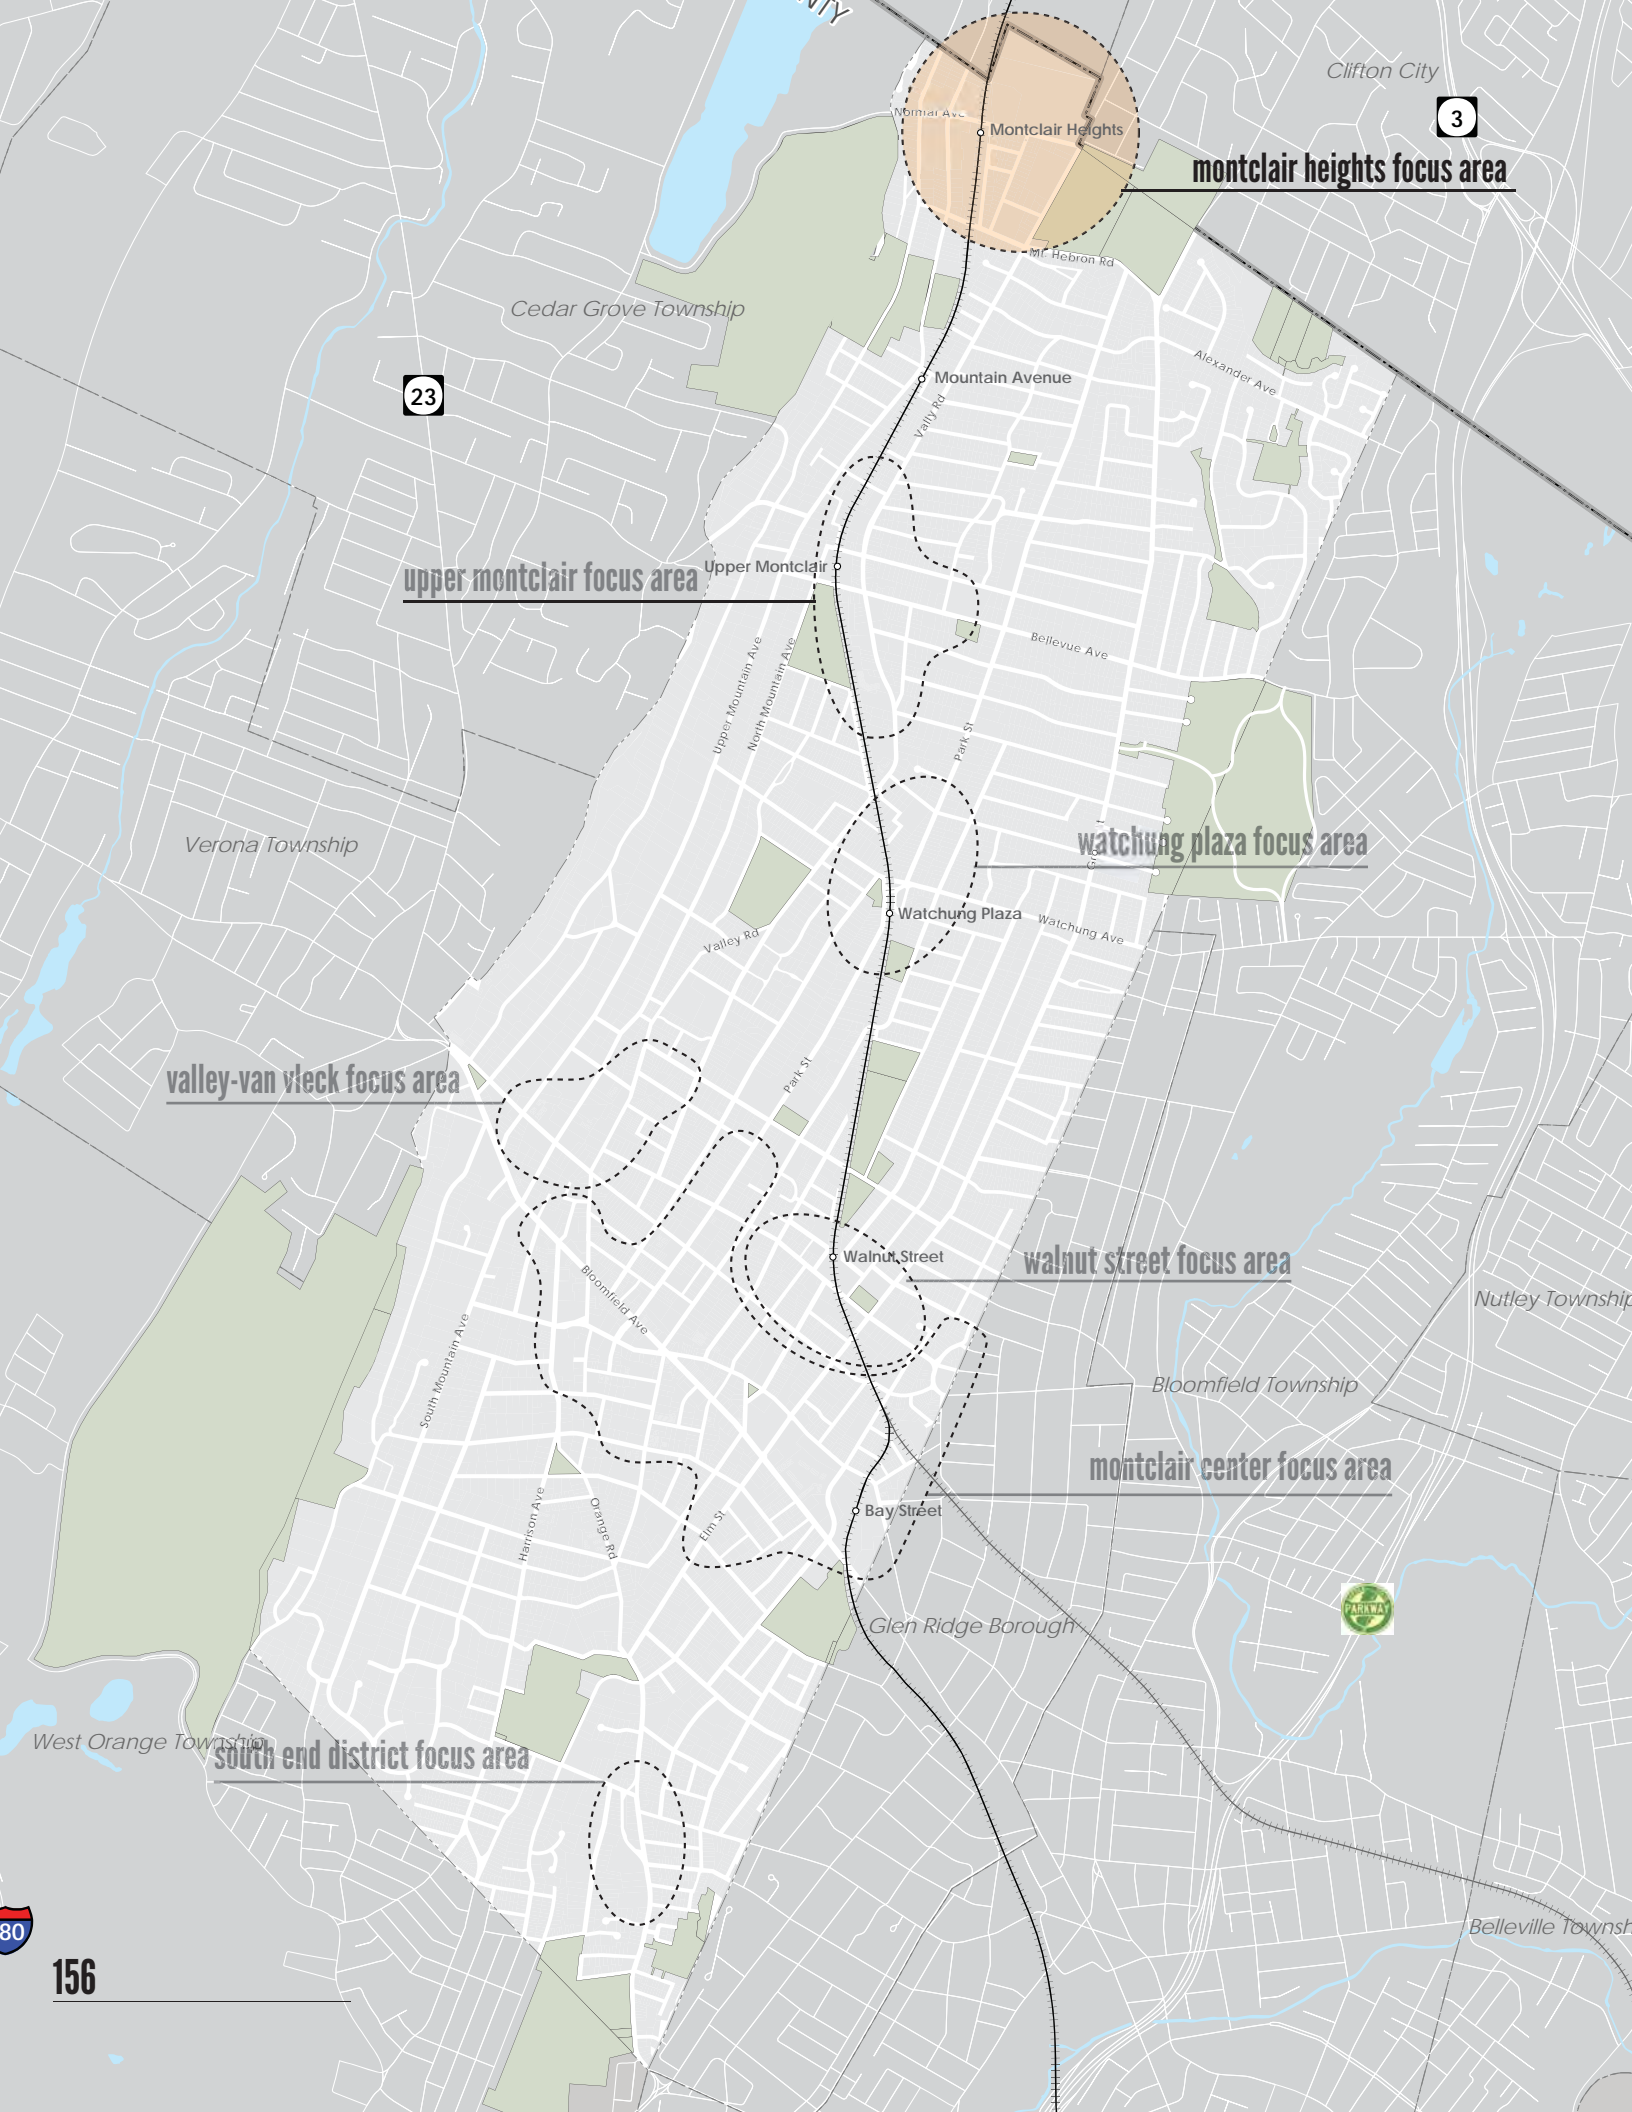 NTY
Clifton City
3
Normal Ave
Montclair Heights
montclair heights focus area
Mt. Hebron Rd
Cedar Grove Township
Alexander Ave
Mountain Avenue
23
Vally Rd
upper montclair focus area
Upper Montclair
Bellevue Ave
Upper Mountain Ave
North Mountain Ave
Park St
Verona Township
watchung plaza focus area
Watchung Plaza
Watchung Ave
Valley Rd
valley-van vleck focus area
Park St
Walnut Street
walnut street focus area
Bloomfield Ave
Nutley Township
South Mountain Ave
Bloomfield Township
montclair center focus area
Harrison Ave
Orange Rd
Elm St
Bay Street
PARKWAY
Glen Ridge Borough
West Orange Township
south end district focus area
80
Belleville Townsh
156